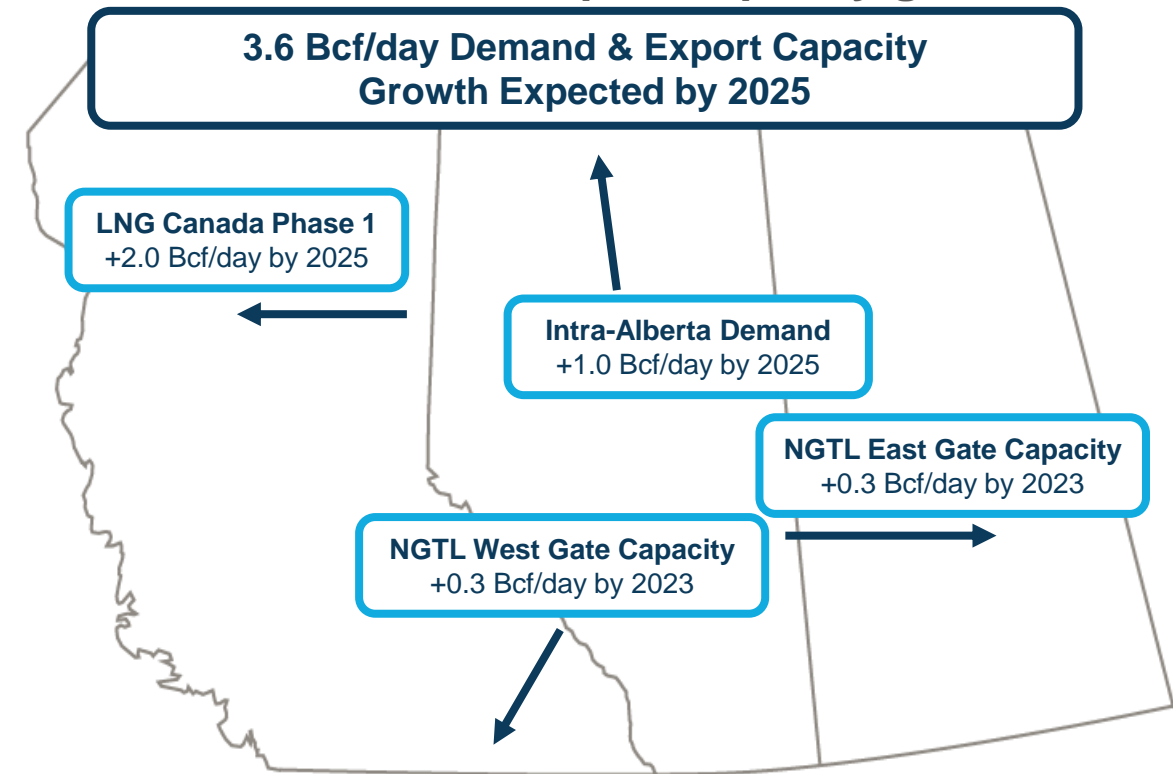 3.6 Bcf/day Demand & Export Capacity
Growth Expected by 2025
LNG Canada Phase 1
+2.0 Bcf/day by 2025
Intra-Alberta Demand
+1.0 Bcf/day by 2025
NGTL East Gate Capacity
+0.3 Bcf/day by 2023
NGTL West Gate Capacity
+0.3 Bcf/day by 2023